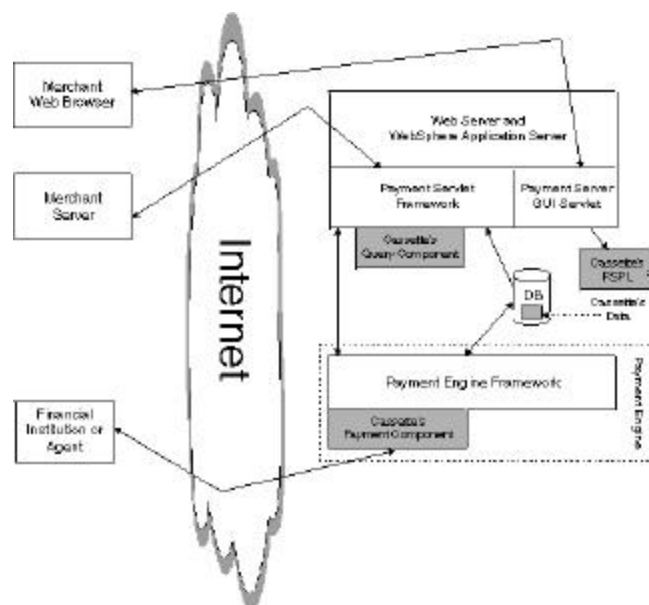 Merchant
Web Browser
Web Server and
WebSphere Application Server
Merchant
Server
Payment Servlet
Framework
Payment Server
GUI Servlet
Cassette's
Query Component
Cassette's
PSPL
Internet
DB
Cassette's
Data
Payment Engine Framework
Payment Engine
Financial
Institution or
Agent
Cassette's
Payment Component